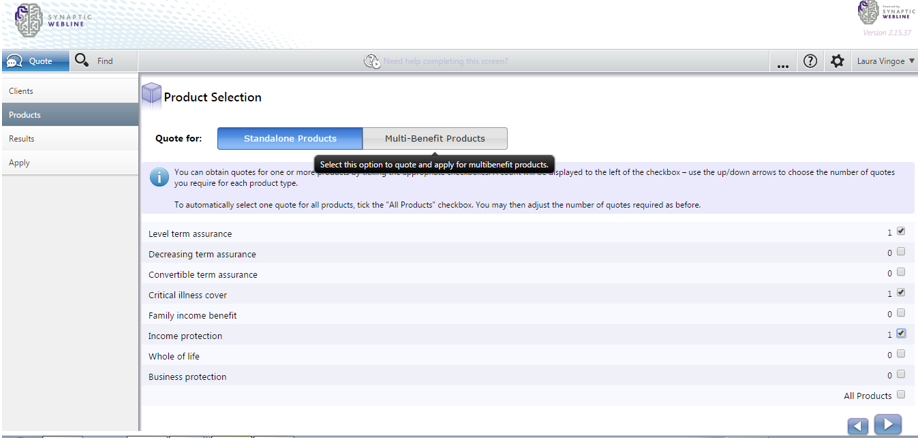 SYNAPTIC
WEBLINE
Powered by
SYNAPTIC
WEBLINE
Version 2.15.37
Quote
Find
Need help completing this screen?
...
?
Laura Vingoe
Clients
Products
Results
Apply
Product Selection
Quote for:
Standalone Products
Multi-Benefit Products
Select this option to quote and apply for multibenefit products.
You can obtain quotes for one or more will be displayed to the left of the checkbox – use the up/down arrows to choose the number of quotes
you require for each product type.
To automatically select one quote for all products, tick the "All Products" checkbox. You may then adjust the number of quotes required as before.
Level term assurance 1
Decreasing term assurance 0
Convertible term assurance 0
Critical illness cover 1
Family income benefit 0
Income protection 1
Whole of life 0
Business protection 0
All Products